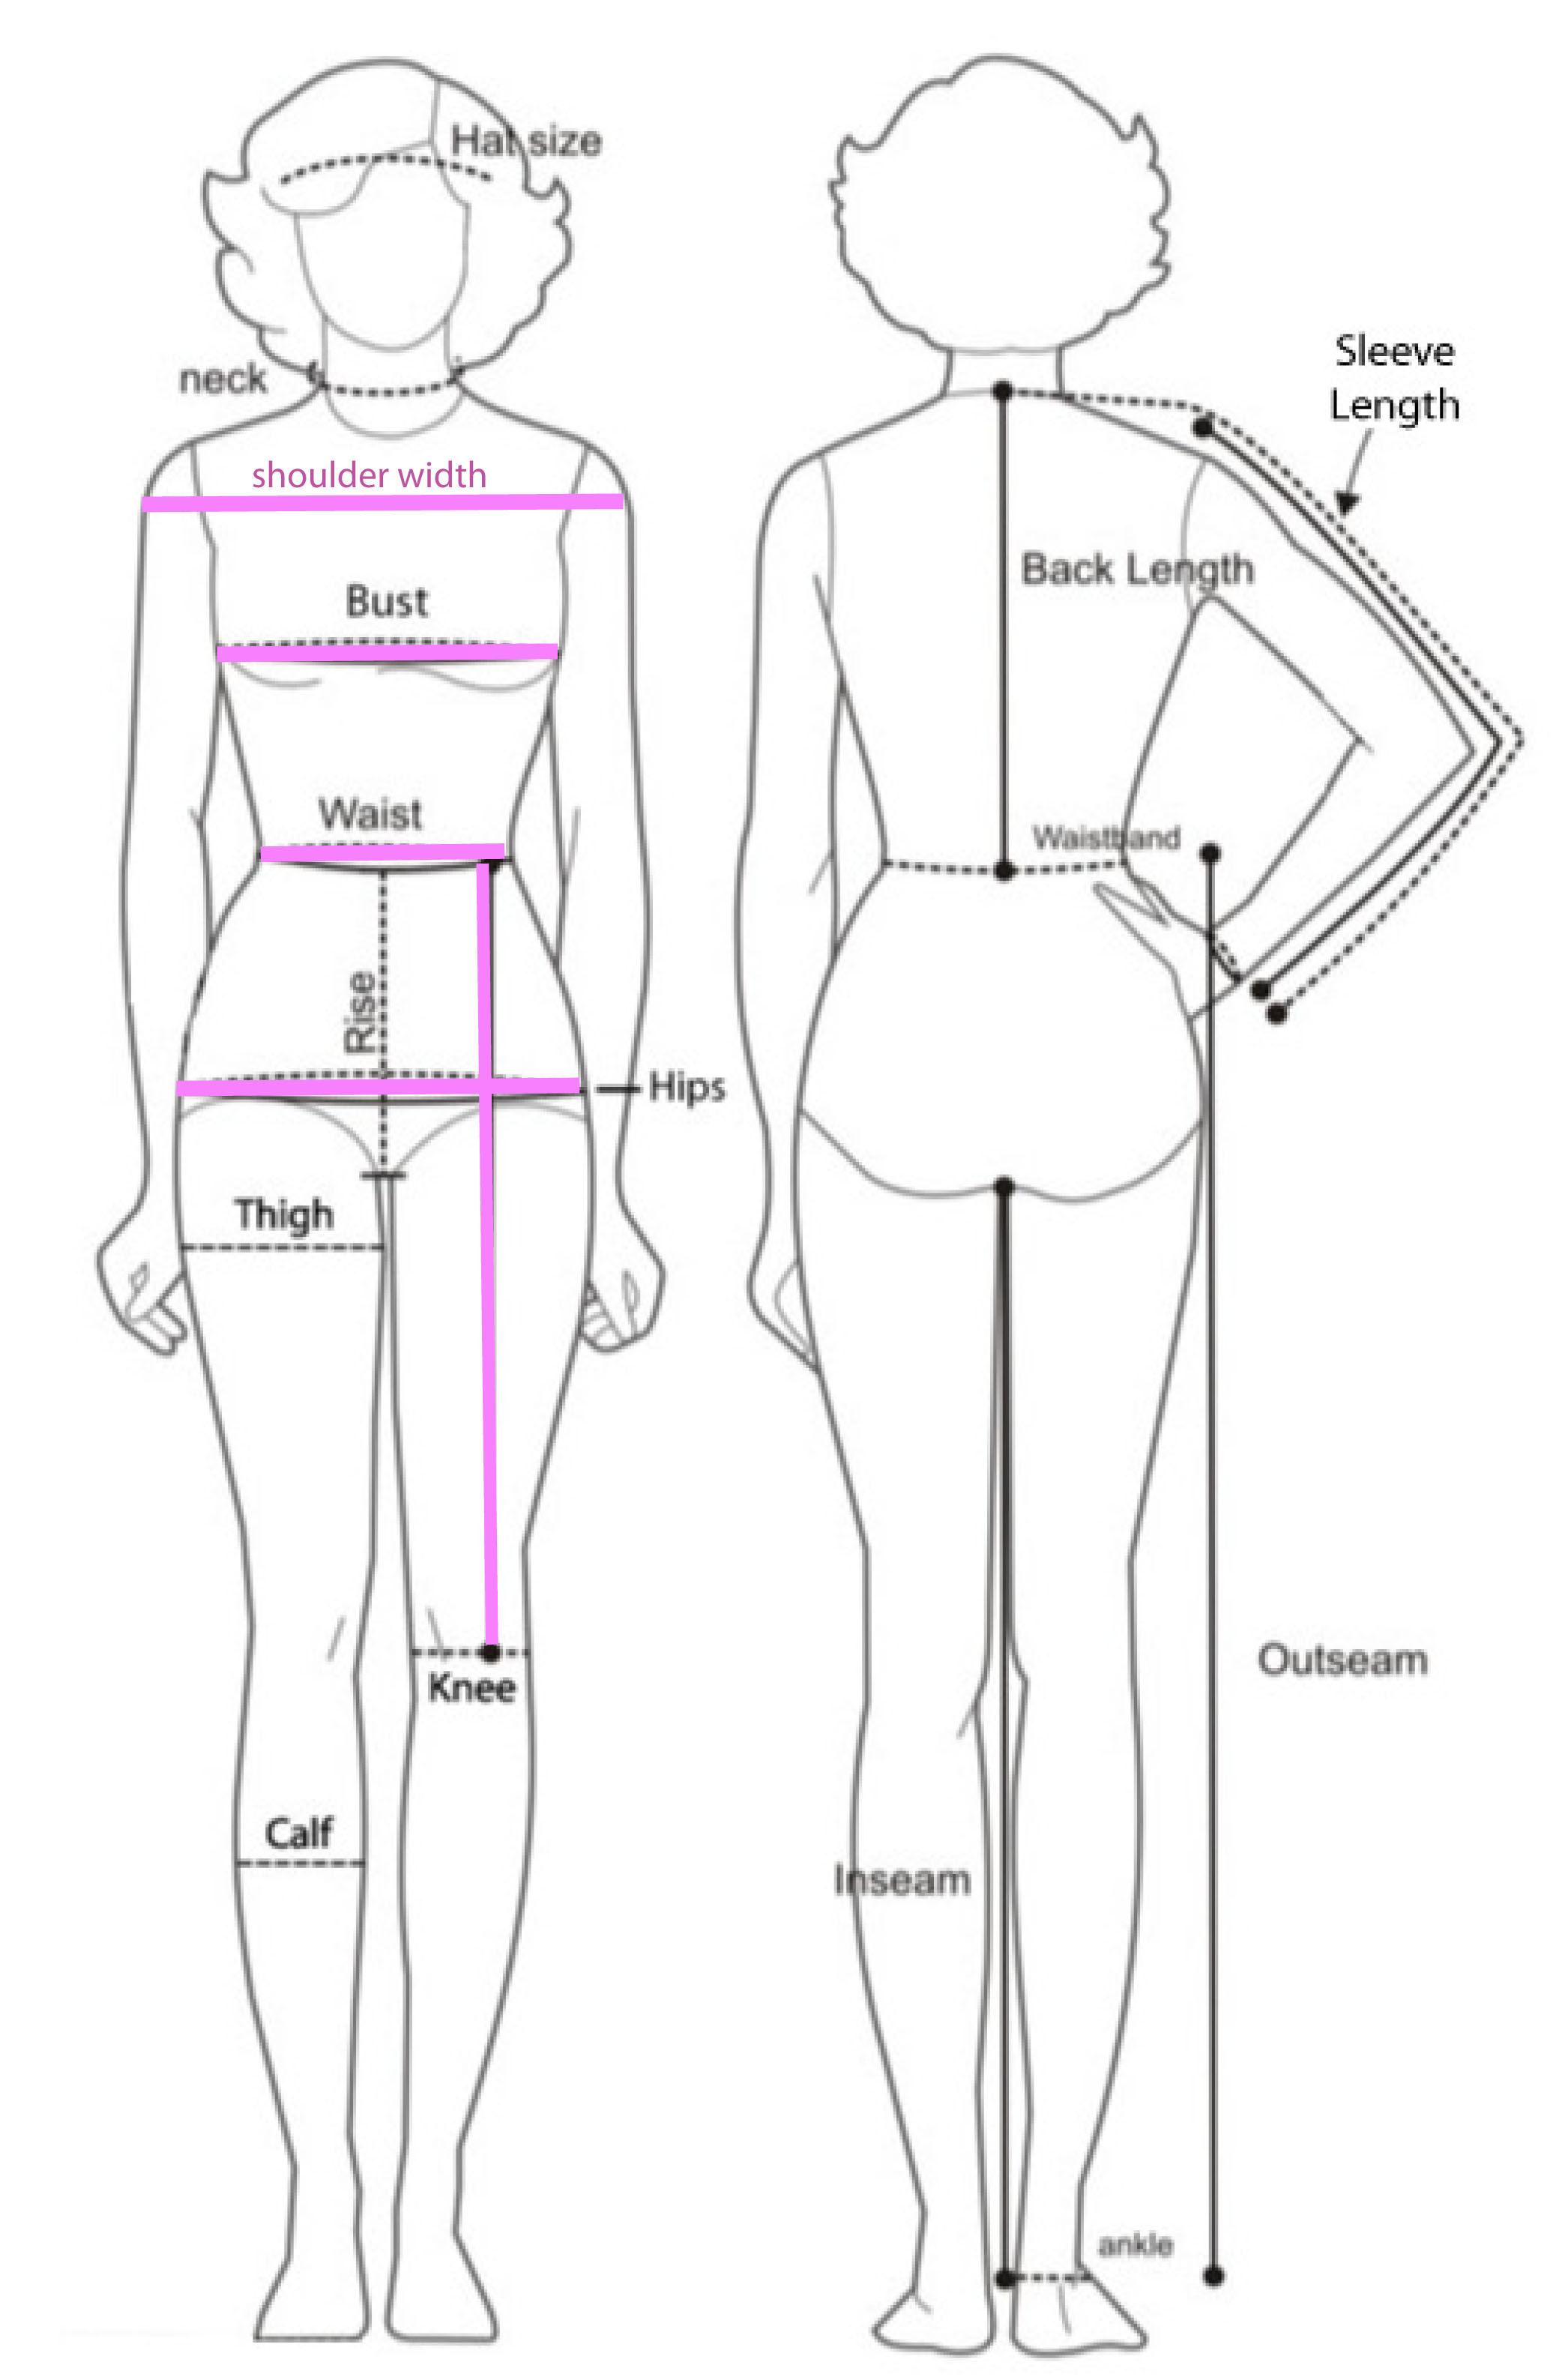 Hat size
neck
Sleeve
Length
shoulder width
Back Length
Bust
Waist
Waistband
Rise
Hips
Thigh
Outseam
Knee
Calf
Inseam
ankle